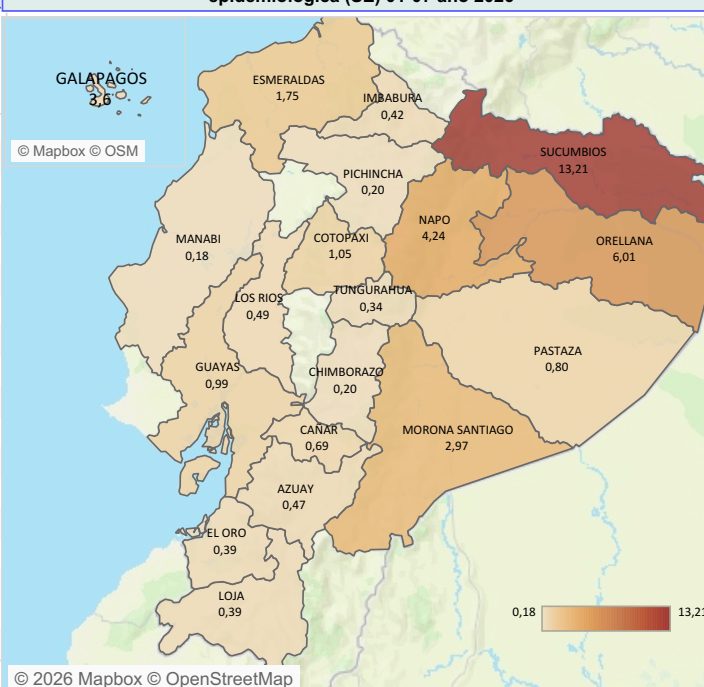 GALAPAGOS
3,6
© Mapbox © OSM
ESMERALDAS
1,75
IMBABURA
0,42
SUCUMBIOS
13,21
PICHINCHA
0,20
NAPO
4,24
ORELLANA
6,01
MANABI
0,18
COTOPAXI
1,05
LOS RIOS
0,49
TUNGURAHUA
0,34
PASTAZA
0,80
GUAYAS
0,99
CHIMBORAZO
0,20
CAÑAR
0,69
MORONA SANTIAGO
2,97
AZUAY
0,47
EL ORO
0,39
LOJA
0,39
0,18 13,21
© 2026 Mapbox © OpenStreetMap